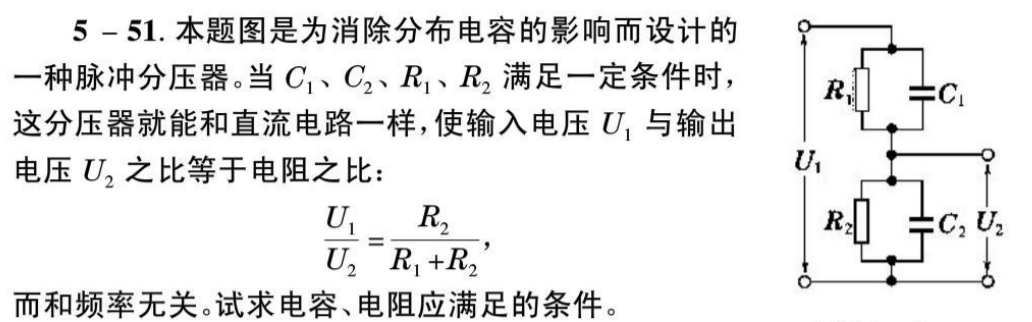 5 - 51. 本题图是为消除分布电容的影响而设计的
一种脉冲分压器。当 C₁、C₂、R₁、R₂ 满足一定条件时,
这分压器就能和直流电路一样,使输入电压 U₁ 与输出
电压 U₂ 之比等于电阻之比:
U₁/U₂ = R₂/(R₁+R₂),
而和频率无关。试求电容、电阻应满足的条件。
R₁
C₁
U₁
R₂
C₂
U₂